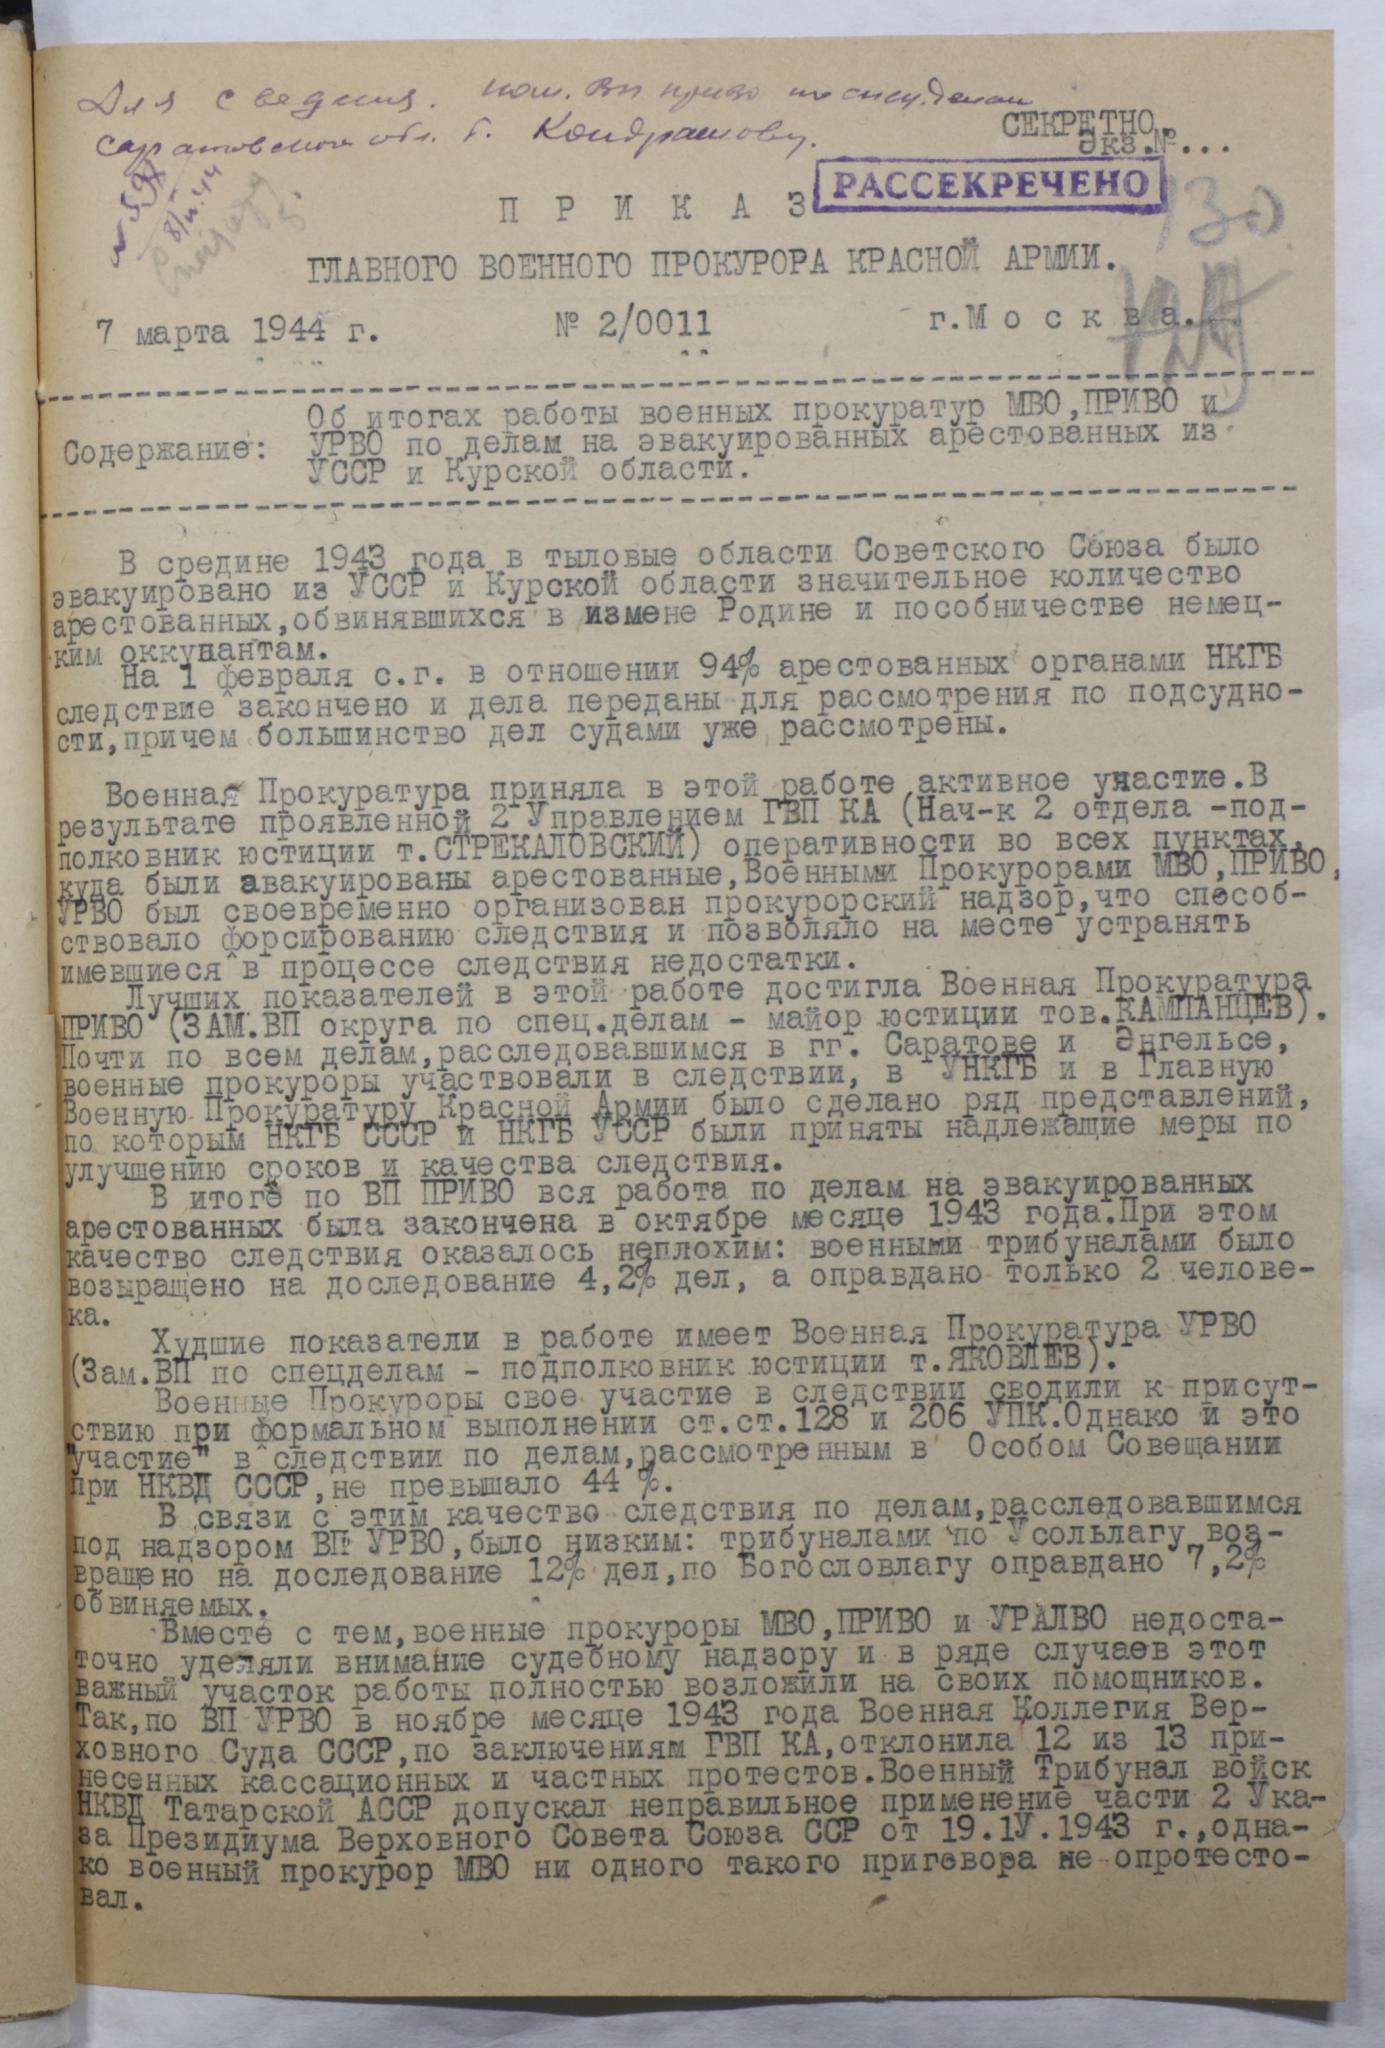 Для сведения. пом. ВП приво по спец.делам
саратовской обл. т. Кондрашову.
СЕКРЕТНО.
Экз.№...
РАССЕКРЕЧЕНО
130
П Р И К А З
ГЛАВНОГО ВОЕННОГО ПРОКУРОРА КРАСНОЙ АРМИИ.
7 марта 1944 г. № 2/0011 г.М о с к в а.
Об итогах работы военных прокуратур МВО,ПРИВО и
Содержание: УРВО по делам на эвакуированных арестованных из
УССР и Курской области.
В средине 1943 года в тыловые области Советского Союза было
эвакуировано из УССР и Курской области значительное количество
арестованных,обвинявшихся в измене Родине и пособничестве немец-
ким оккупантам.
На 1 февраля с.г. в отношении 94% арестованных органами НКГБ
следствие закончено и дела переданы для рассмотрения по подсудно-
сти,причем большинство дел судами уже рассмотрены.
Военная Прокуратура приняла в этой работе активное участие.В
результате проявленной 2 Управлением ГВП КА (Нач-к 2 отдела -под-
полковник юстиции т.СТРЕКАЛОВСКИЙ) оперативности во всех пунктах,
куда были авакуированы арестованные,Военными Прокурорами МВО,ПРИВО,
УРВО был своевременно организован прокурорский надзор,что способ-
ствовало форсированию следствия и позволяло на месте устранять
имевшиеся в процессе следствия недостатки.
Лучших показателей в этой работе достигла Военная Прокуратура
ПРИВО (ЗАМ.ВП округа по спец.делам - майор юстиции тов.КАМПАНЦЕВ).
Почти по всем делам,расследовавшимся в гг. Саратове и Энгельсе,
военные прокуроры участвовали в следствии, в УНКГБ и в Главную
Военную Прокуратуру Красной Армии было сделано ряд представлений,
по которым НКГБ СССР и НКГБ УССР были приняты надлежащие меры по
улучшению сроков и качества следствия.
В итоге по ВП ПРИВО вся работа по делам на эвакуированных
арестованных была закончена в октябре месяце 1943 года.При этом
качество следствия оказалось неплохим: военными трибуналами было
возыращено на доследование 4,2% дел, а оправдано только 2 челове-
ка.
Худшие показатели в работе имеет Военная Прокуратура УРВО
(Зам.ВП по спецделам - подполковник юстиции т.ЯКОВЛЕВ).
Военные Прокуроры свое участие в следствии сводили к присут-
ствию при формальном выполнении ст.ст.128 и 206 УПК.Однако и это
"участие" в следствии по делам,рассмотренным в Особом Совещании
при НКВД СССР,не превышало 44 %.
В связи с этим качество следствия по делам,расследовавшимся
под надзором ВП УРВО,было низким: трибуналами по Усольлагу воз-
вращено на доследование 12% дел,по Богословлагу оправдано 7,2%
обвиняемых.
Вместе с тем,военные прокуроры МВО,ПРИВО и УРАЛВО недоста-
точно уделяли внимание судебному надзору и в ряде случаев этот
важный участок работы полностью возложили на своих помощников.
Так,по ВП УРВО в ноябре месяце 1943 года Военная Коллегия Вер-
ховного Суда СССР,по заключениям ГВП КА,отклонила 12 из 13 при-
несенных кассационных и частных протестов.Военный Трибунал войск
НКВД Татарской АССР допускал неправильное применение части 2 Ука-
за Президиума Верховного Совета Союза ССР от 19.1У.1943 г.,одна-
ко военный прокурор МВО ни одного такого приговора не опротесто-
вал.